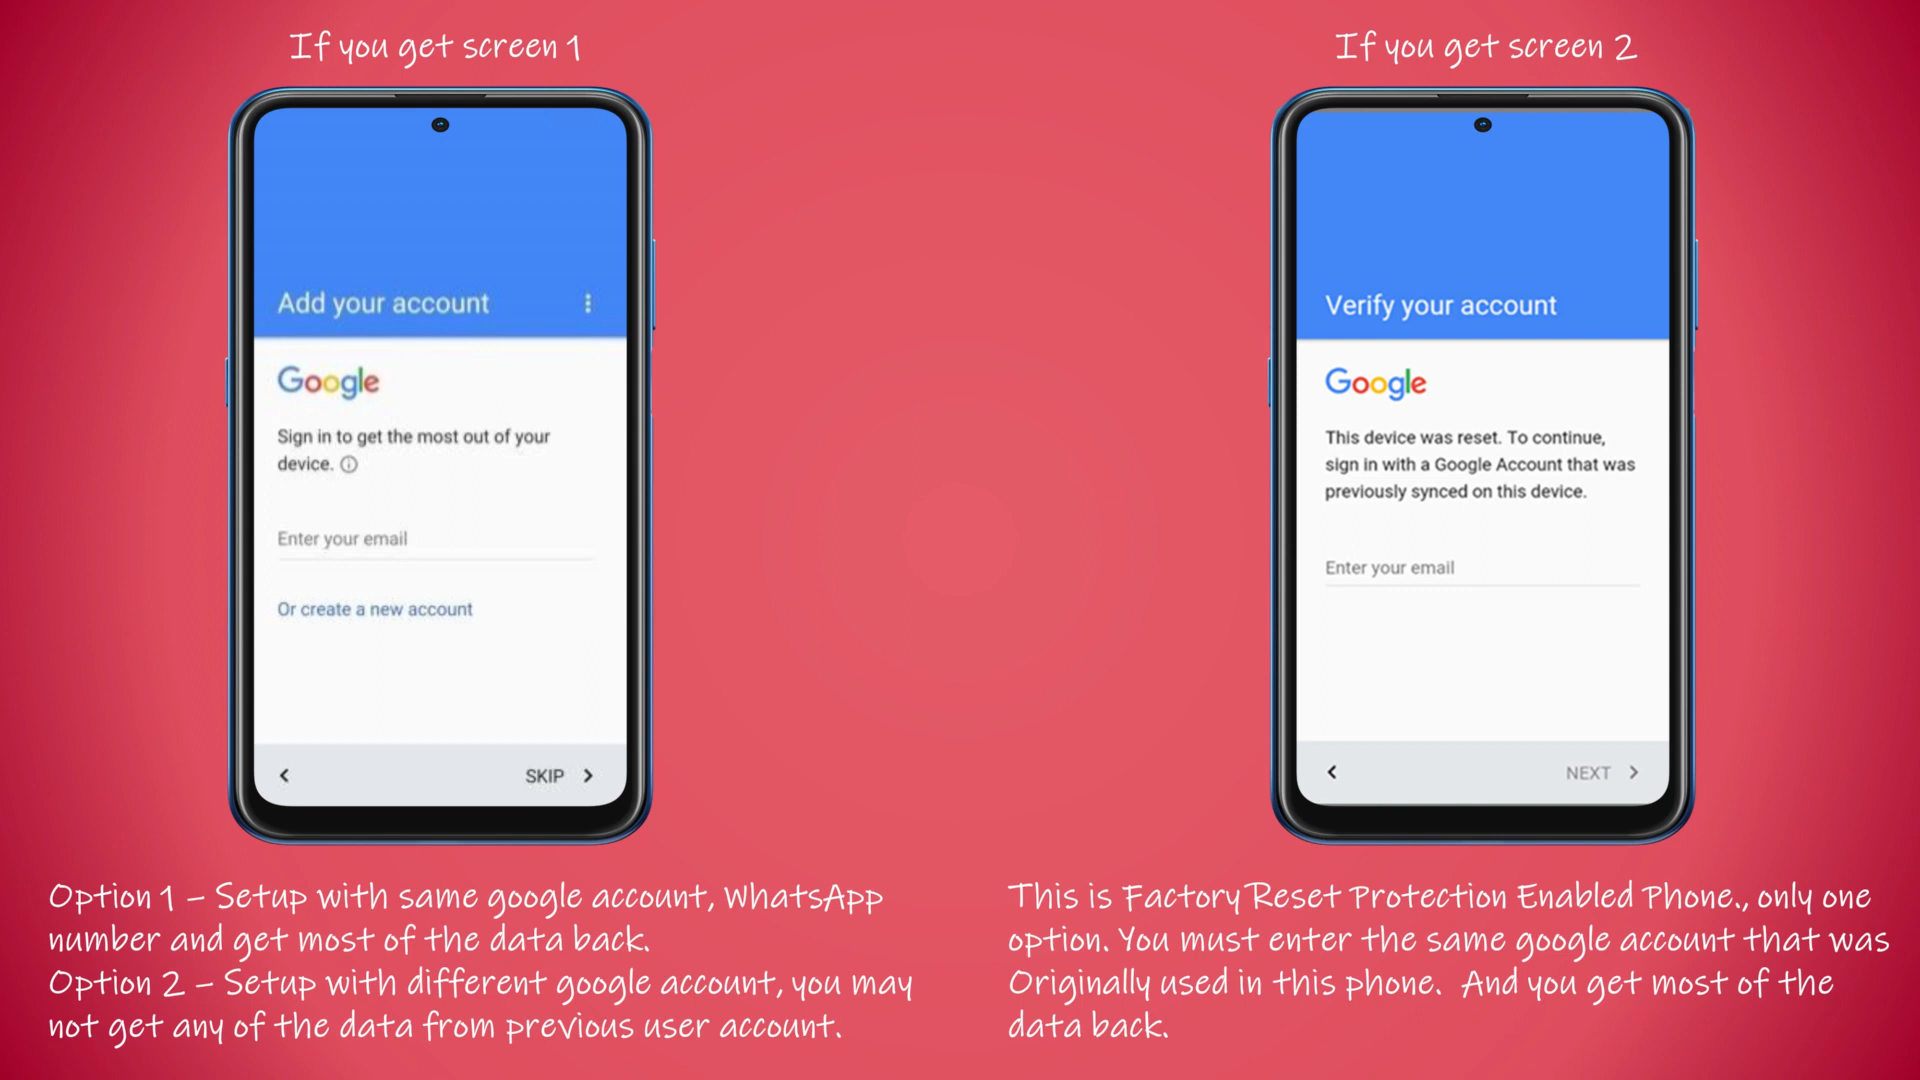 If you get screen 1
Add your account
Google
Sign in to get the most out of your
device.
Enter your email
Or create a new account
SKIP
Option 1 – Setup with same google account, WhatsApp
number and get most of the data back.
Option 2 – Setup with different google account, you may
not get any of the data from previous user account.
If you get screen 2
Verify your account
Google
This device was reset. To continue,
sign in with a Google Account that was
previously synced on this device.
Enter your email
NEXT
This is Factory Reset Protection Enabled Phone., only one
option. You must enter the same google account that was
Originally used in this phone. And you get most of the
data back.